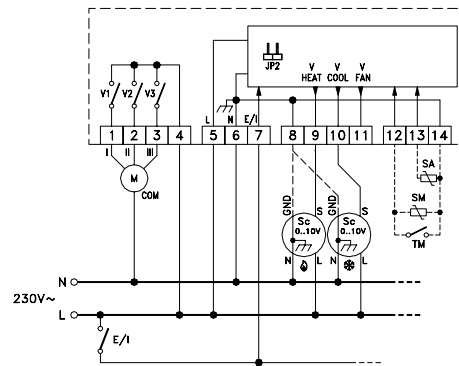 JP2
V V V
HEAT COOL FAN
V1 V2 V3
L N E/I
1 2 3 4 5 6 7 8 9 10 11 12 13 14
I II III
M
COM
SA
SM
TM
GND S GND S
Sc Sc
0..10V 0..10V
N L N L
N
230V~
L
E/I